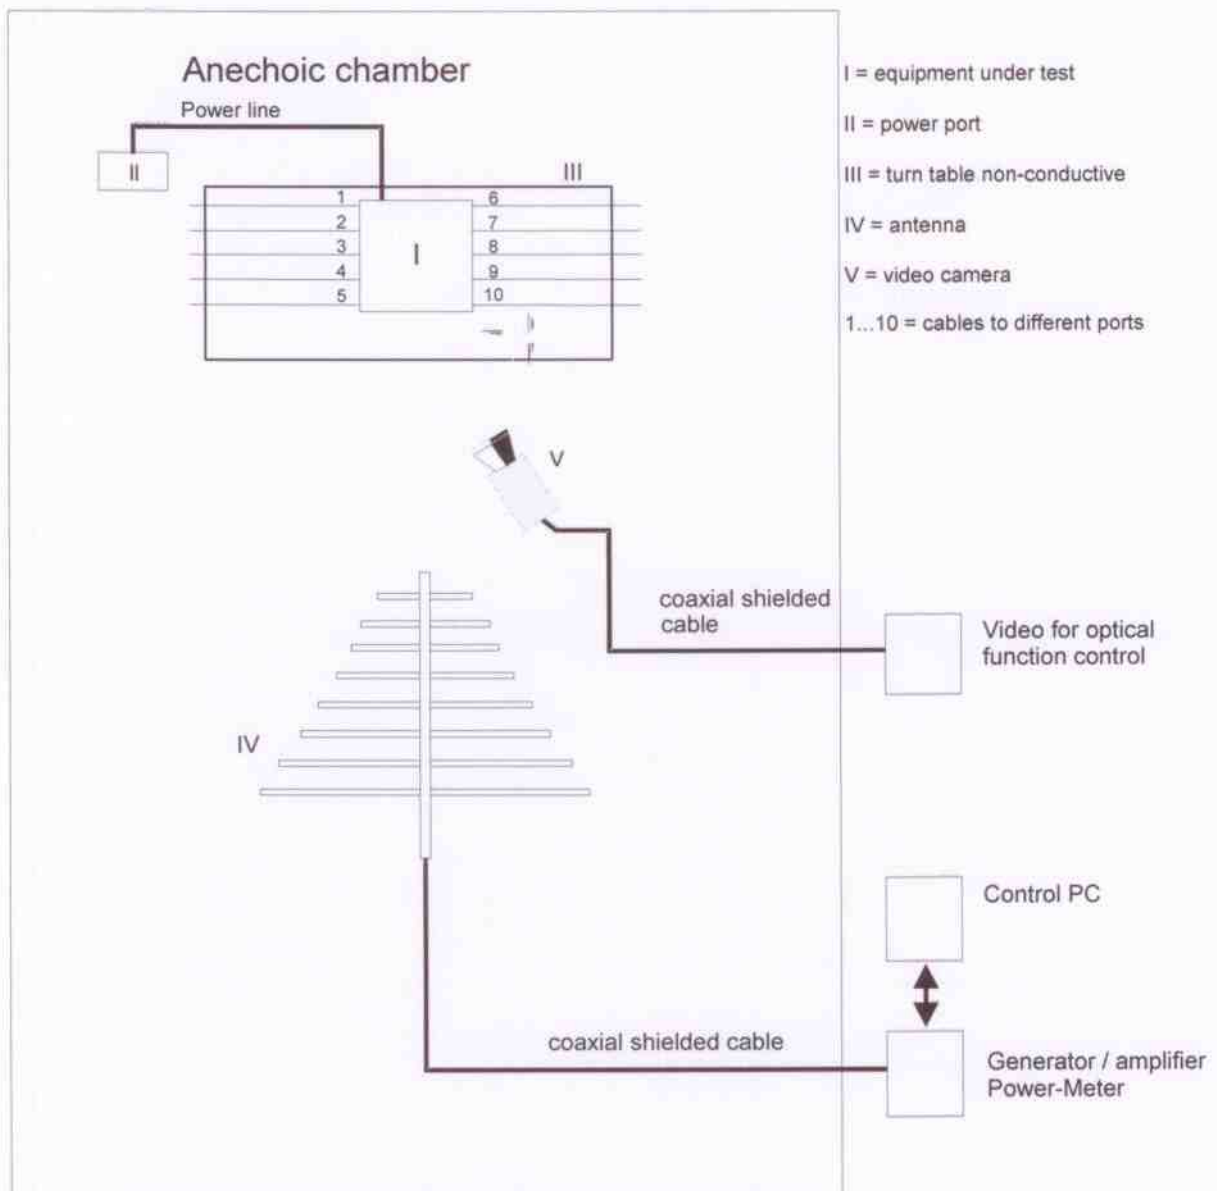 Anechoic chamber
Power line
II
III
1
2
3
4
5
I
6
7
8
9
10
I = equipment under test
II = power port
III = turn table non-conductive
IV = antenna
V = video camera
1...10 = cables to different ports
V
coaxial shielded
cable
Video for optical
function control
IV
Control PC
coaxial shielded cable
Generator / amplifier
Power-Meter